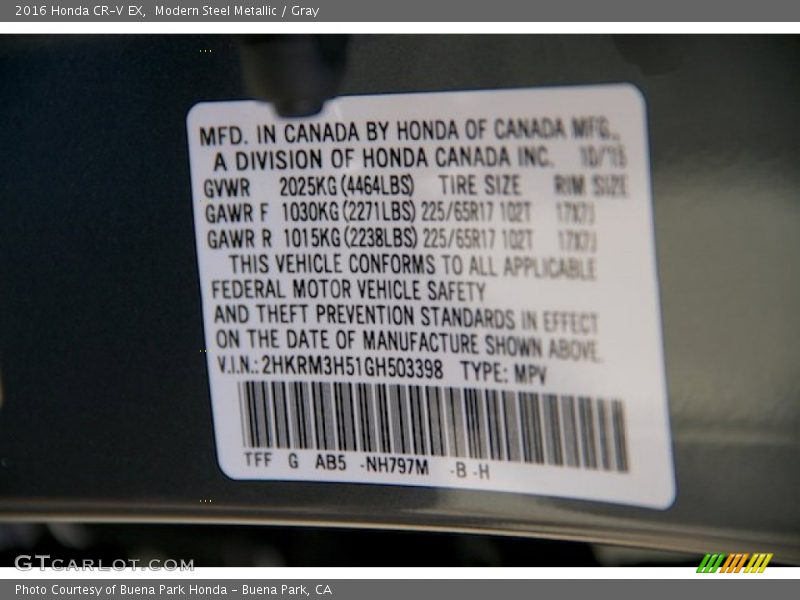 2016 Honda CR-V EX, Modern Steel Metallic / Gray
MFD. IN CANADA BY HONDA OF CANADA MFG.,
A DIVISION OF HONDA CANADA INC. 10/15
GVWR 2025KG(4464LBS) TIRE SIZE RIM SIZE
GAWR F 1030KG(2271LBS) 225/65R17 102T 17X7J
GAWR R 1015KG(2238LBS) 225/65R17 102T 17X7J
THIS VEHICLE CONFORMS TO ALL APPLICABLE
FEDERAL MOTOR VEHICLE SAFETY
AND THEFT PREVENTION STANDARDS IN EFFECT
ON THE DATE OF MANUFACTURE SHOWN ABOVE.
V.I.N.:2HKRM3H51GH503398 TYPE: MPV
TFF G AB5 -NH797M -B -H
GTCARLOT.COM
Photo Courtesy of Buena Park Honda - Buena Park, CA